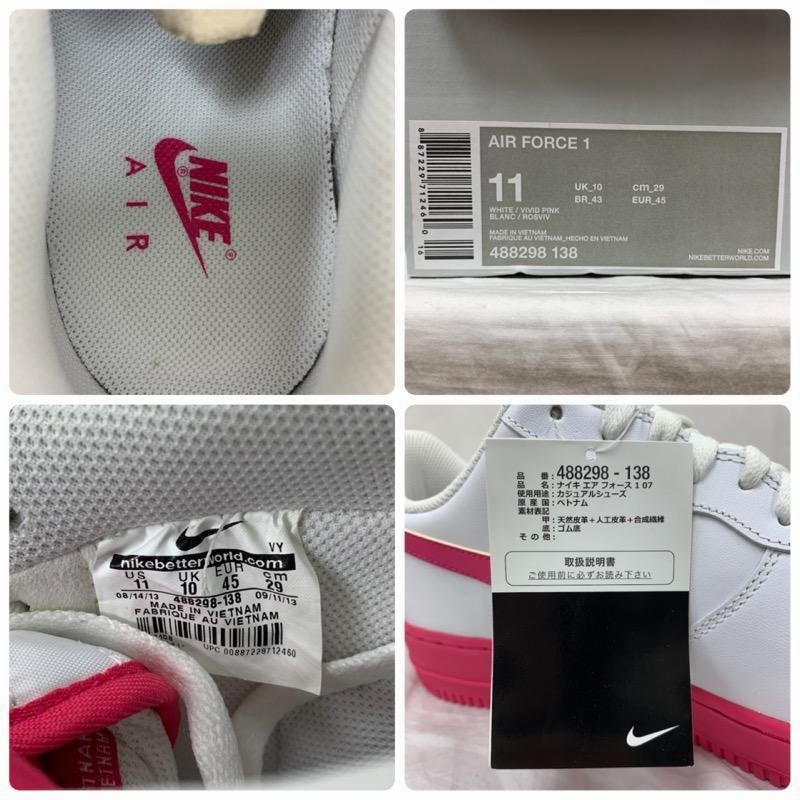 NIKE®
®
AIR
8 87229 71246 0
16
AIR FORCE 1
11 UK_10 cm_29
BR_43 EUR_45
WHITE / VIVID PINK
BLANC / ROSVIV
MADE IN VIETNAM
FABRIQUE AU VIETNAM_HECHO EN VIETNAM
488298 138
NIKE.COM
NIKEBETTERWORLD.COM
VY
nikebetterworld.com
US UK EUR cm
11 10 45 29
08/14/13 488298-138 09/11/13
MADE IN VIETNAM
FABRIQUE AU VIETNAM
UPC 00887229712460
品 番: 488298 - 138
品 名: ナイキ エア フォース 1 07
使用用途: カジュアルシューズ
原 産 国: ベトナム
素材表記
甲: 天然皮革+人工皮革+合成繊維
底: ゴム底
そ の 他:
取扱説明書
ご使用前に必ずお読み下さい